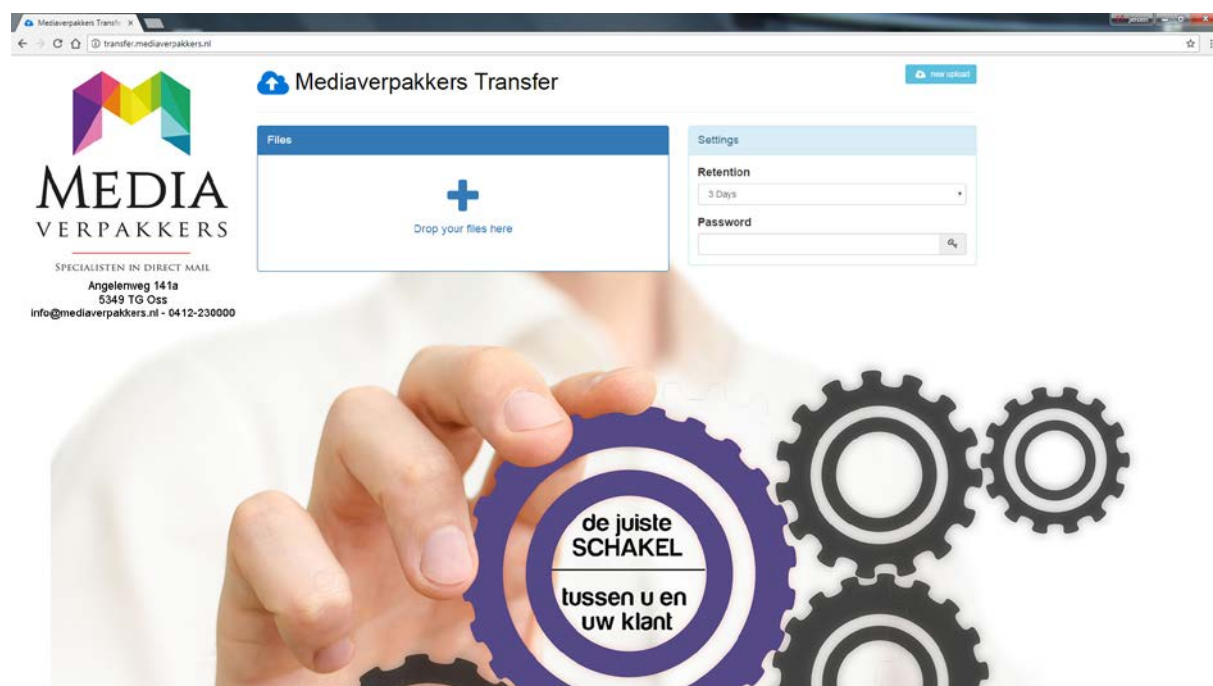 Mediaverpakkers Transfe
jeroen
transfer.mediaverpakkers.nl
Mediaverpakkers Transfer
new upload
MEDIA
VERPAKKERS
SPECIALISTEN IN DIRECT MAIL
Angelenweg 141a
5349 TG Oss
info@mediaverpakkers.nl - 0412-230000
Files
Drop your files here
Settings
Retention
3 Days
Password
de juiste
SCHAKEL
tussen u en
uw klant